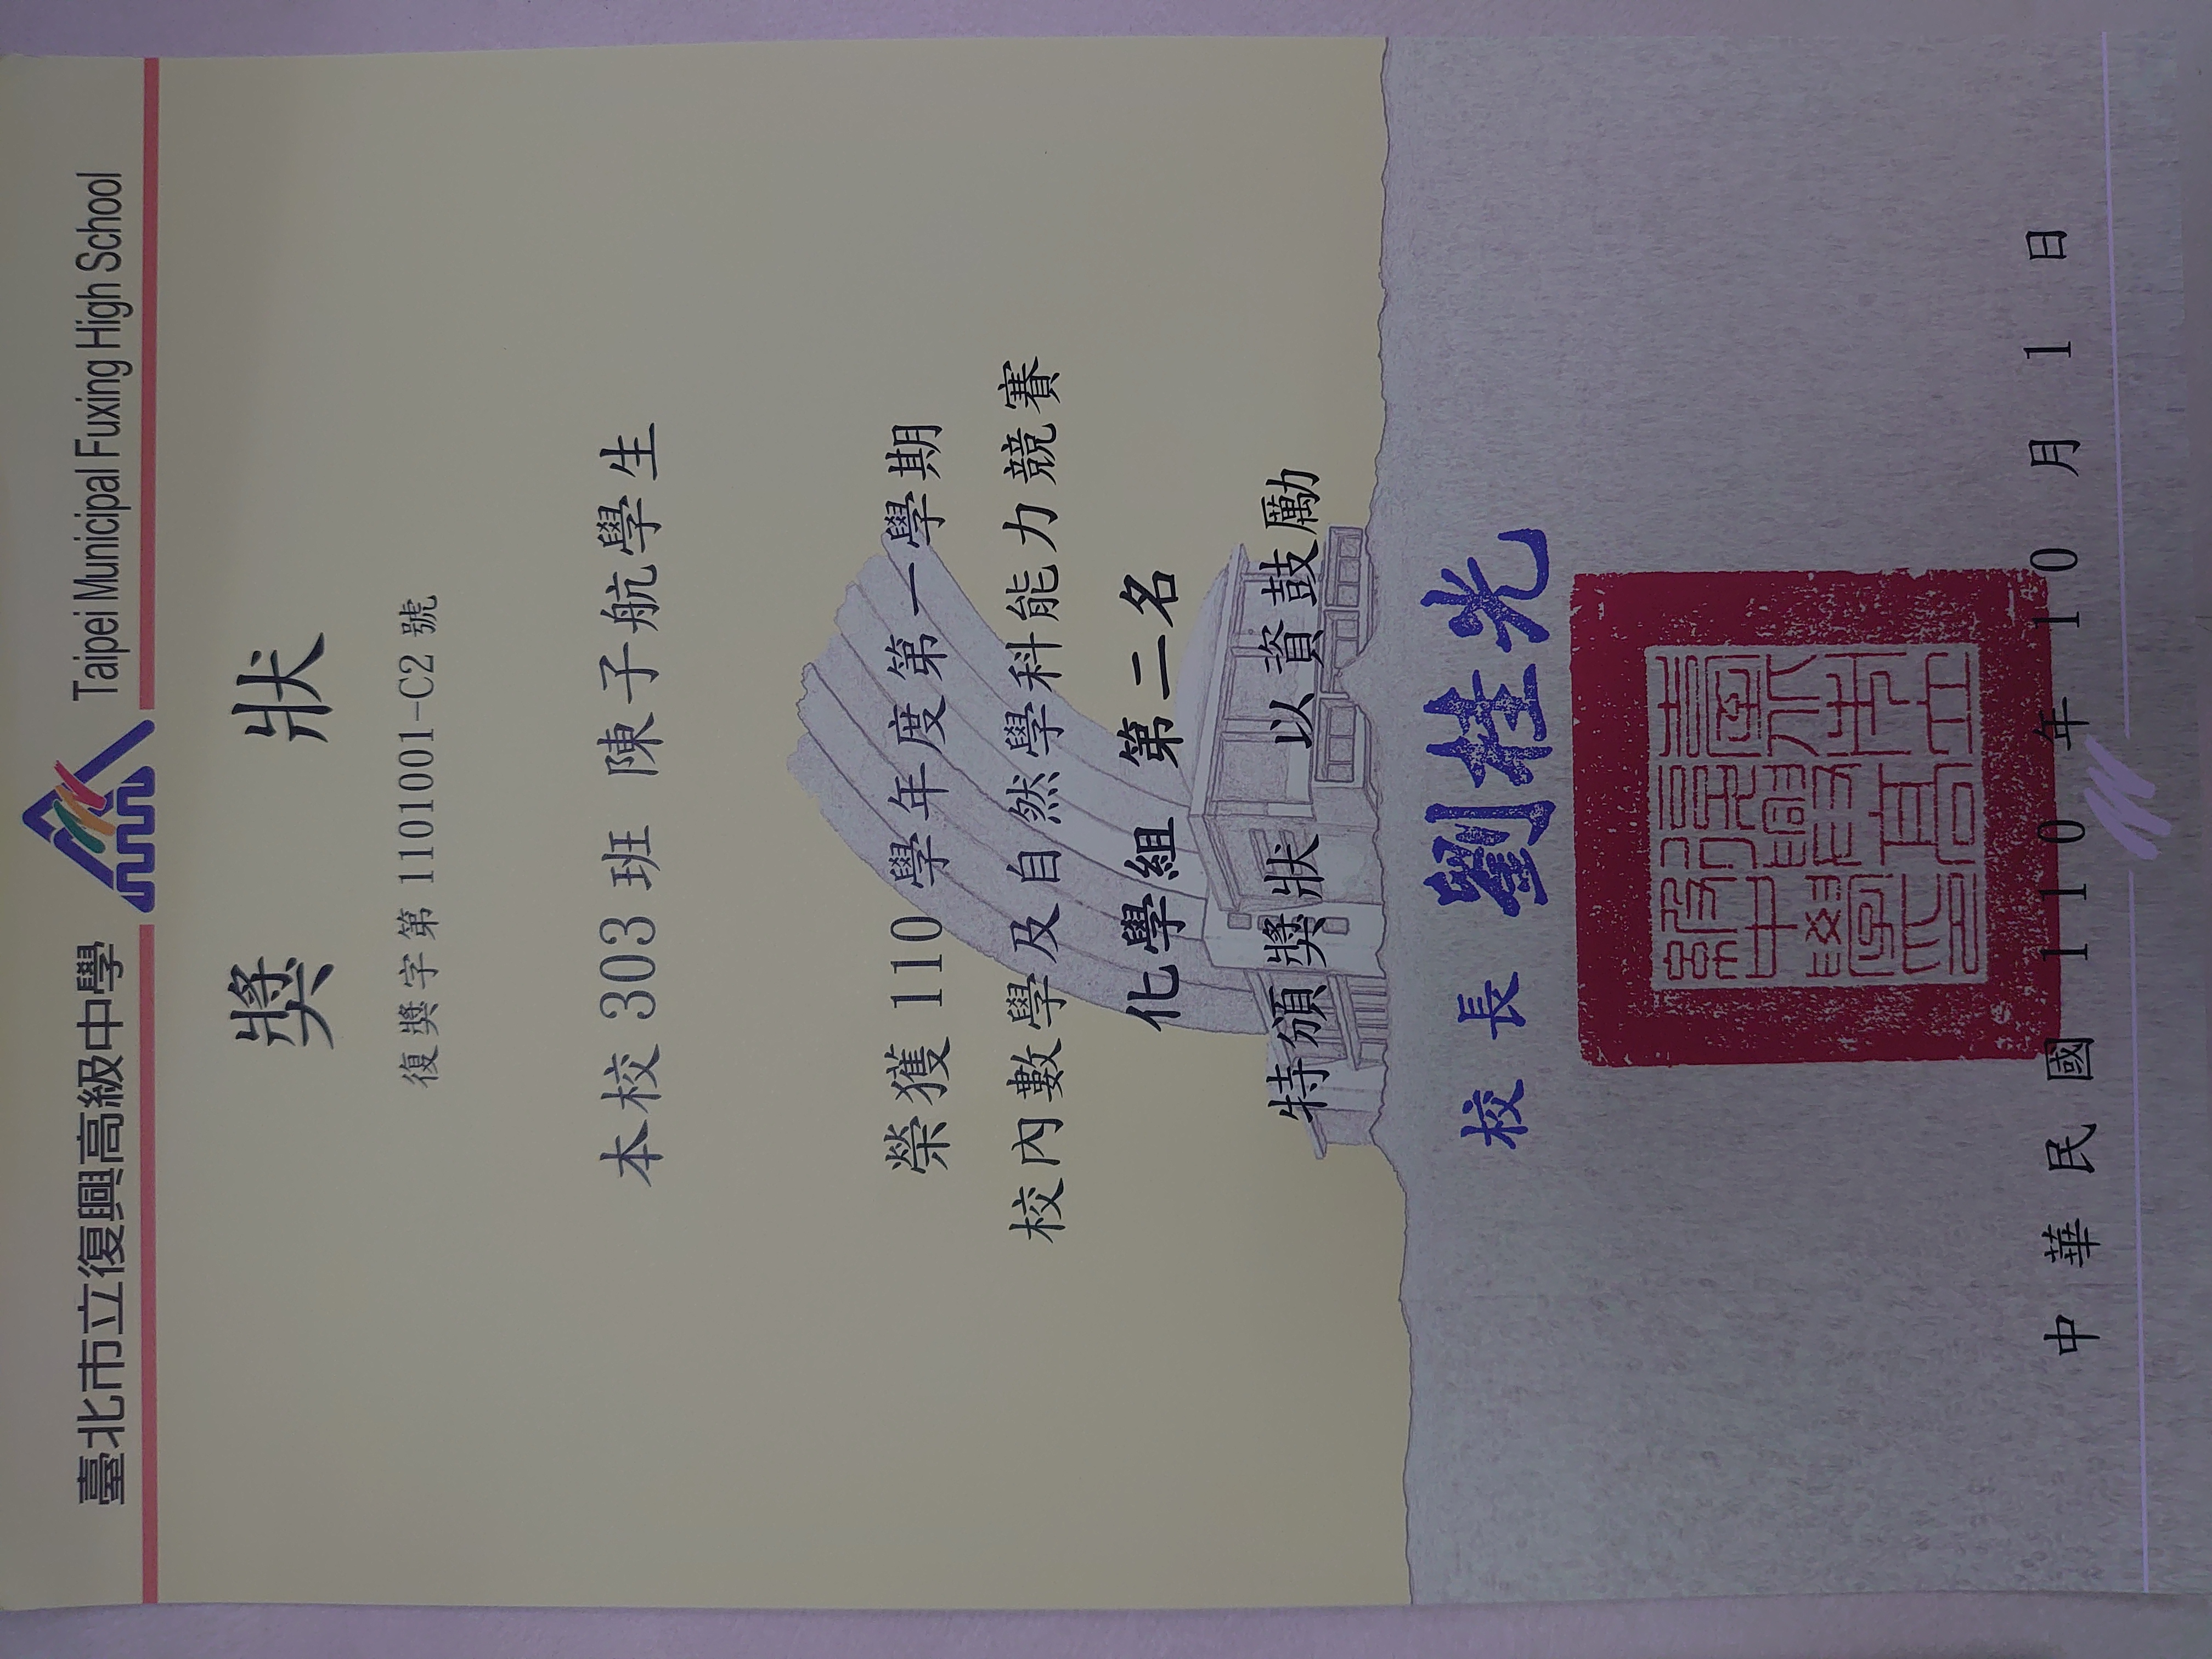 臺北市立復興高級中學 Taipei Municipal Fuxing High School
獎 狀
復獎字第 1101001-C2 號
本校 303 班 陳子航學生
榮獲 110 學年度第一學期
校內數學及自然學科能力競賽
化學組 第二名
特頒獎狀 以資鼓勵
校長 劉桂光
臺北市立
復興高
級中學印
中華民國 110 年 10 月 1 日